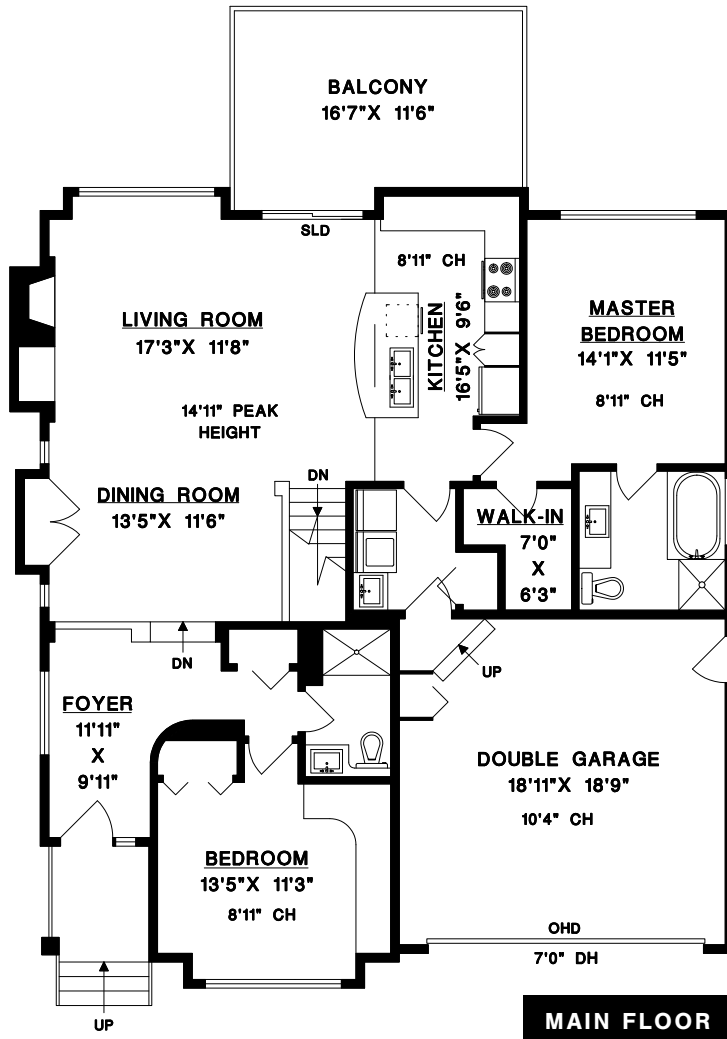 BALCONY
16'7"X 11'6"
SLD
8'11" CH
LIVING ROOM
17'3"X 11'8"
KITCHEN
16'5"X 9'6"
MASTER
BEDROOM
14'1"X 11'5"
8'11" CH
14'11" PEAK
HEIGHT
DN
DINING ROOM
13'5"X 11'6"
WALK-IN
7'0"
X
6'3"
DN
UP
FOYER
11'11"
X
9'11"
DOUBLE GARAGE
18'11"X 18'9"
10'4" CH
BEDROOM
13'5"X 11'3"
8'11" CH
OHD
7'0" DH
UP
MAIN FLOOR